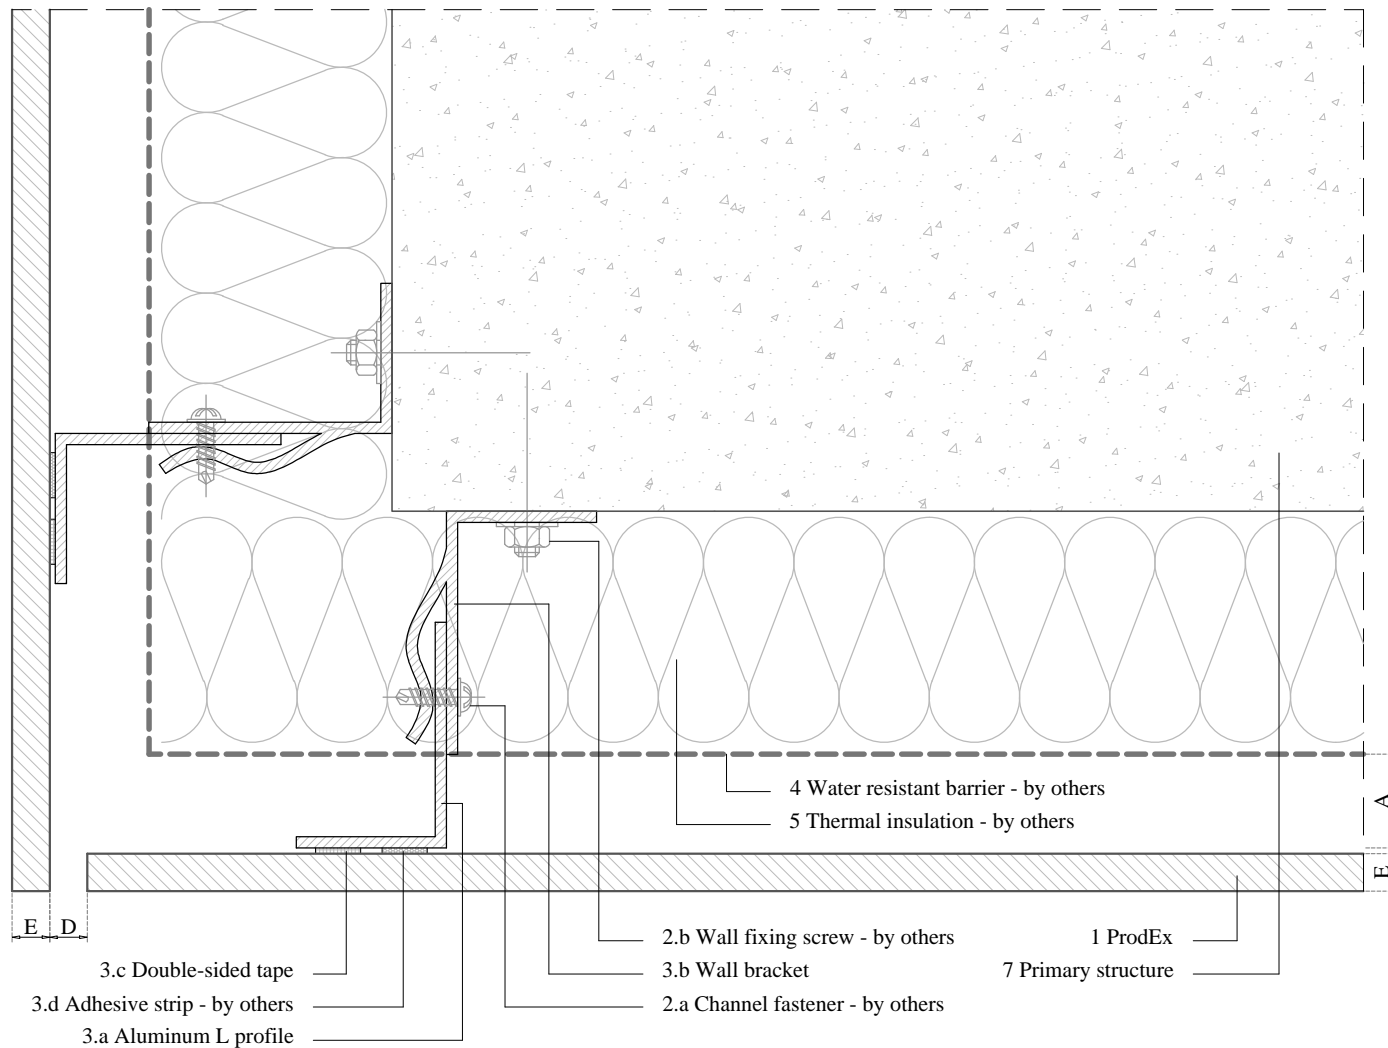 4 Water resistant barrier - by others
A
5 Thermal insulation - by others
E
E
D
2.b Wall fixing screw - by others
1 ProdEx
3.c Double-sided tape
3.b Wall bracket
7 Primary structure
3.d Adhesive strip - by others
2.a Channel fastener - by others
3.a Aluminum L profile